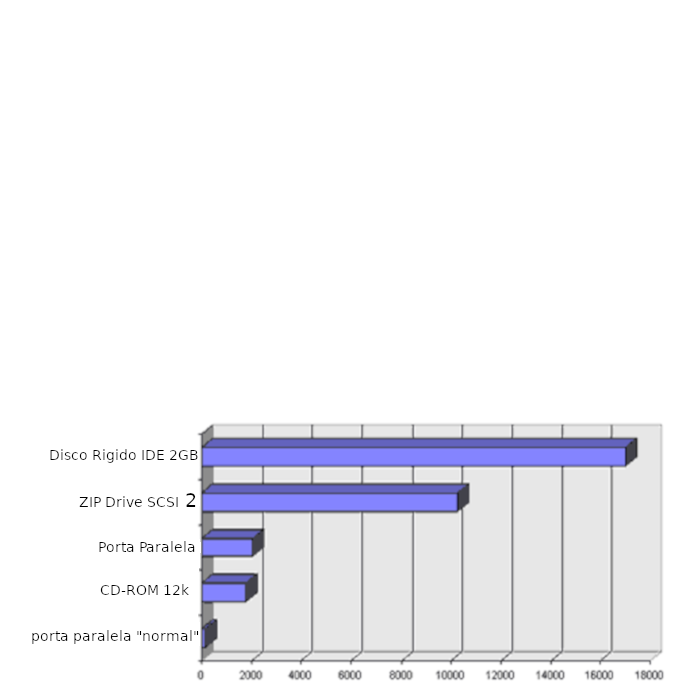 Disco Rigido IDE 2GB
ZIP Drive SCSI 2
Porta Paralela
CD-ROM 12k
porta paralela "normal"
0 2000 4000 6000 8000 10000 12000 14000 16000 18000